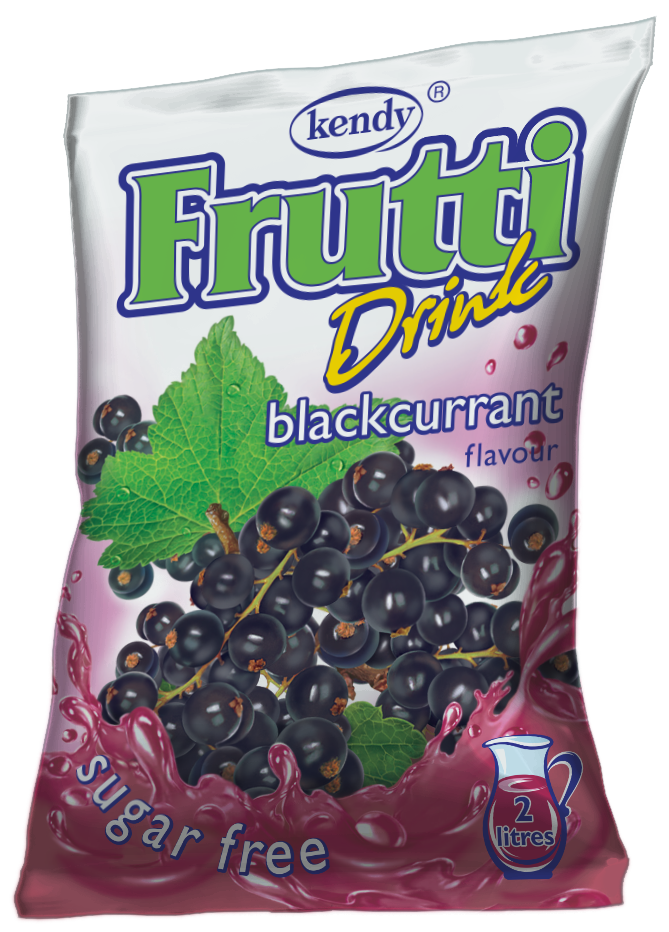 kendy ®
Frutti
Drink
blackcurrant
flavour
sugar free
2
litres